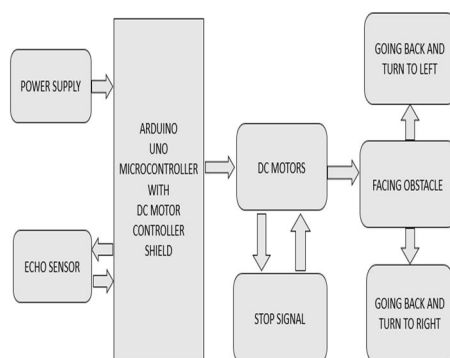 POWER SUPPLY
ECHO SENSOR
ARDUINO
UNO
MICROCONTROLLER
WITH
DC MOTOR
CONTROLLER
SHIELD
DC MOTORS
STOP SIGNAL
GOING BACK AND
TURN TO LEFT
FACING OBSTACLE
GOING BACK AND
TURN TO RIGHT